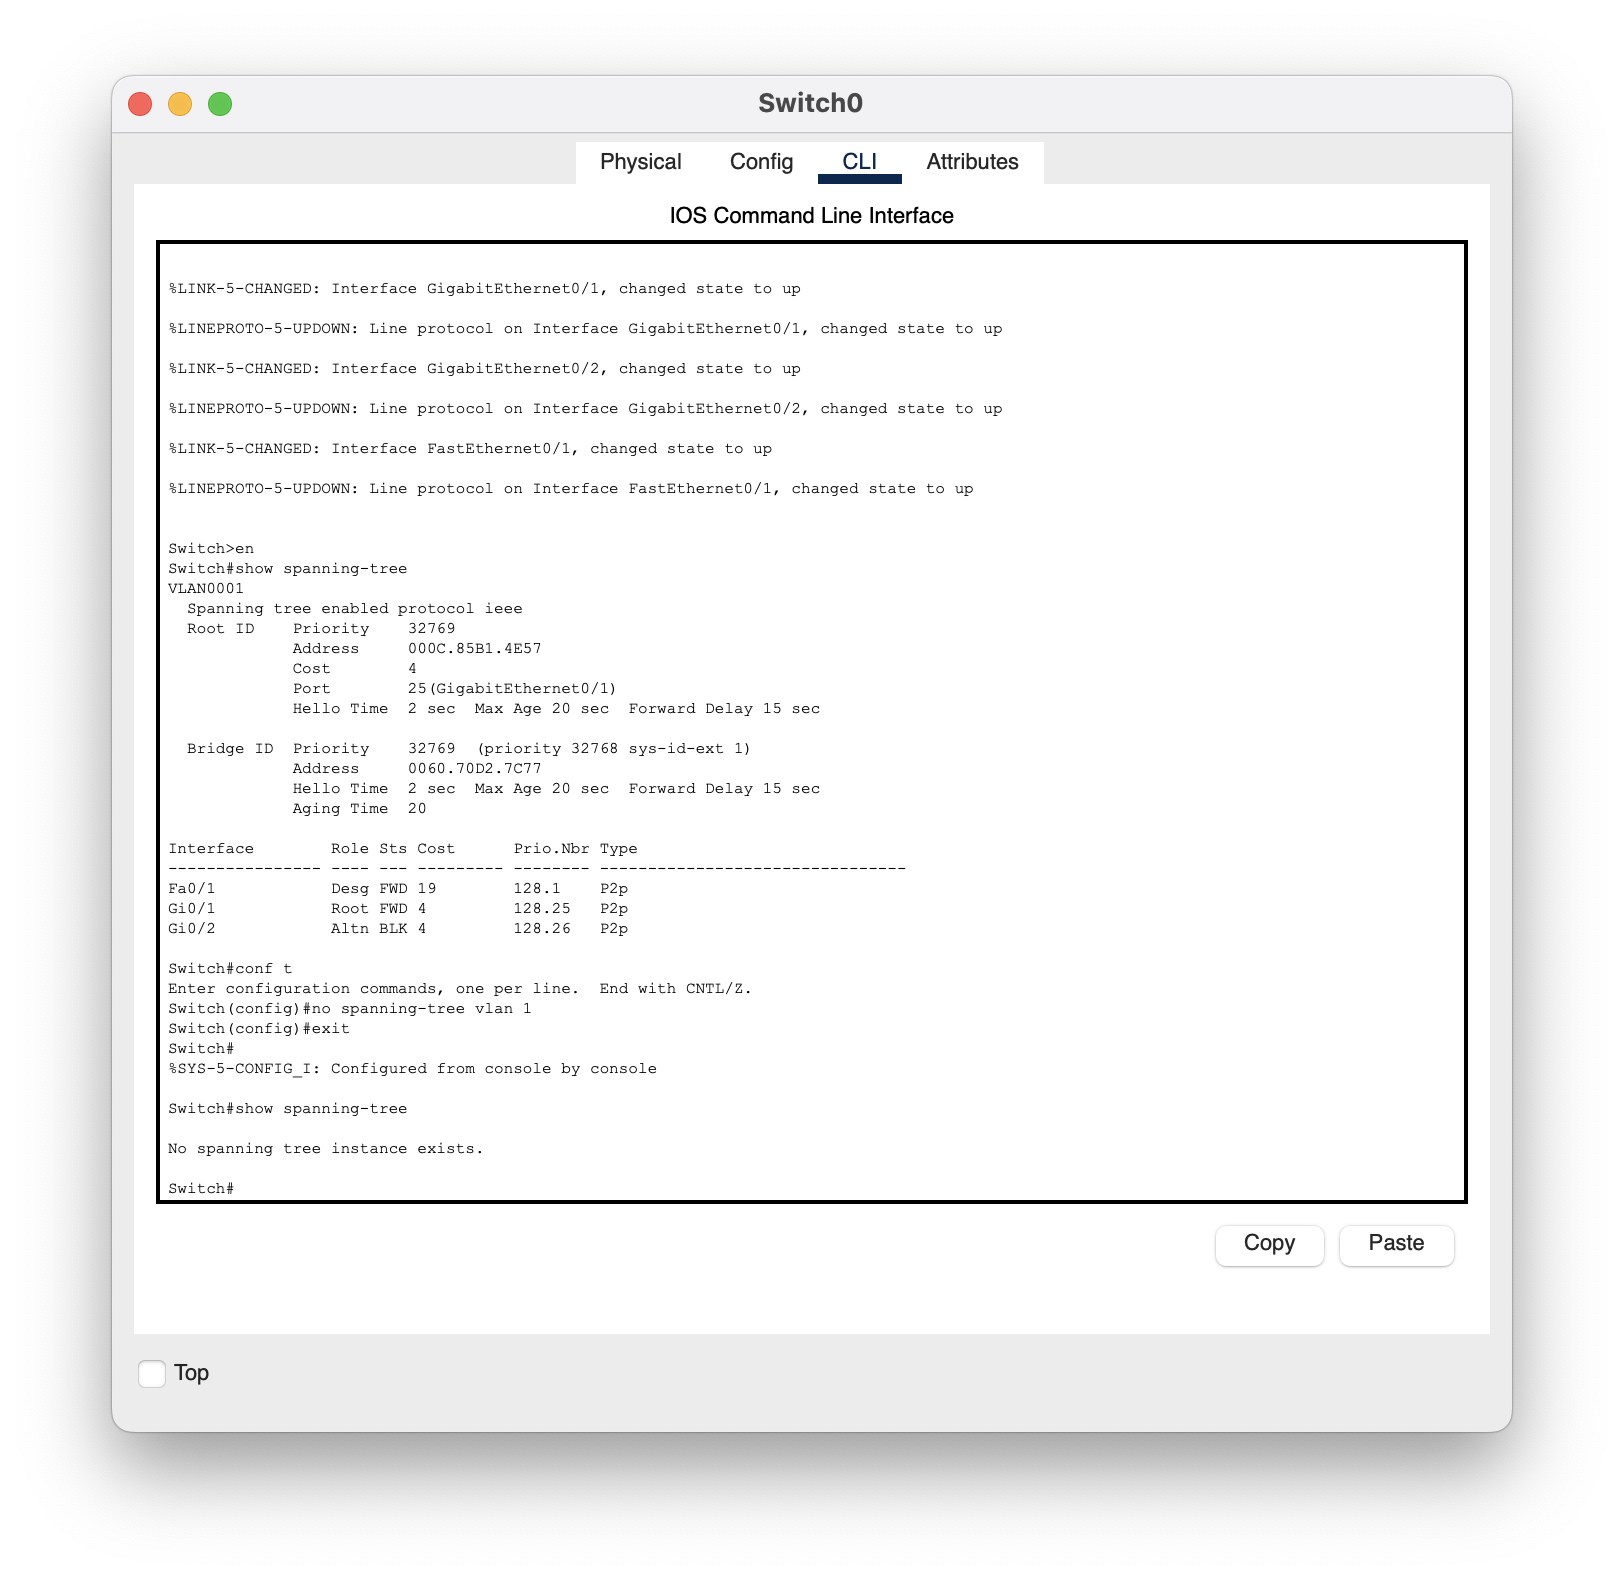 Switch0
Physical Config CLI Attributes
IOS Command Line Interface
%LINK-5-CHANGED: Interface GigabitEthernet0/1, changed state to up
%LINEPROTO-5-UPDOWN: Line protocol on Interface GigabitEthernet0/1, changed state to up
%LINK-5-CHANGED: Interface GigabitEthernet0/2, changed state to up
%LINEPROTO-5-UPDOWN: Line protocol on Interface GigabitEthernet0/2, changed state to up
%LINK-5-CHANGED: Interface FastEthernet0/1, changed state to up
%LINEPROTO-5-UPDOWN: Line protocol on Interface FastEthernet0/1, changed state to up
Switch>en
Switch#show spanning-tree
VLAN0001
  Spanning tree enabled protocol ieee
  Root ID    Priority    32769
             Address     000C.85B1.4E57
             Cost        4
             Port        25(GigabitEthernet0/1)
             Hello Time  2 sec  Max Age 20 sec  Forward Delay 15 sec
  Bridge ID  Priority    32769  (priority 32768 sys-id-ext 1)
             Address     0060.70D2.7C77
             Hello Time  2 sec  Max Age 20 sec  Forward Delay 15 sec
             Aging Time  20
Interface        Role Sts Cost      Prio.Nbr Type
---------------- ---- --- --------- -------- --------------------------------
Fa0/1            Desg FWD 19        128.1    P2p
Gi0/1            Root FWD 4         128.25   P2p
Gi0/2            Altn BLK 4         128.26   P2p
Switch#conf t
Enter configuration commands, one per line.  End with CNTL/Z.
Switch(config)#no spanning-tree vlan 1
Switch(config)#exit
Switch#
%SYS-5-CONFIG_I: Configured from console by console
Switch#show spanning-tree
No spanning tree instance exists.
Switch#
Copy Paste
Top